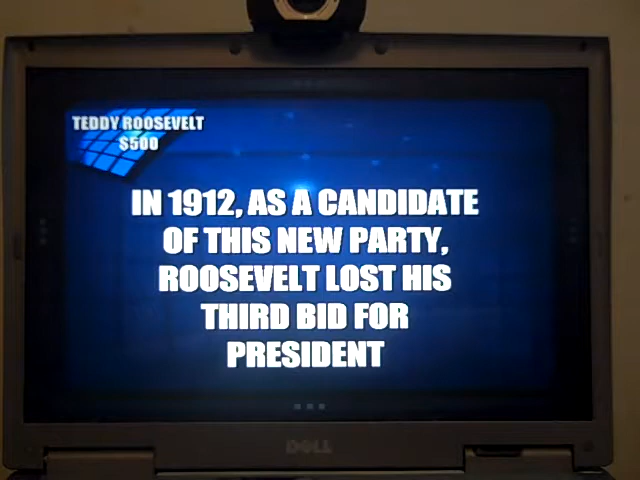 TEDDY ROOSEVELT
$500
IN 1912, AS A CANDIDATE
OF THIS NEW PARTY,
ROOSEVELT LOST HIS
THIRD BID FOR
PRESIDENT
DELL